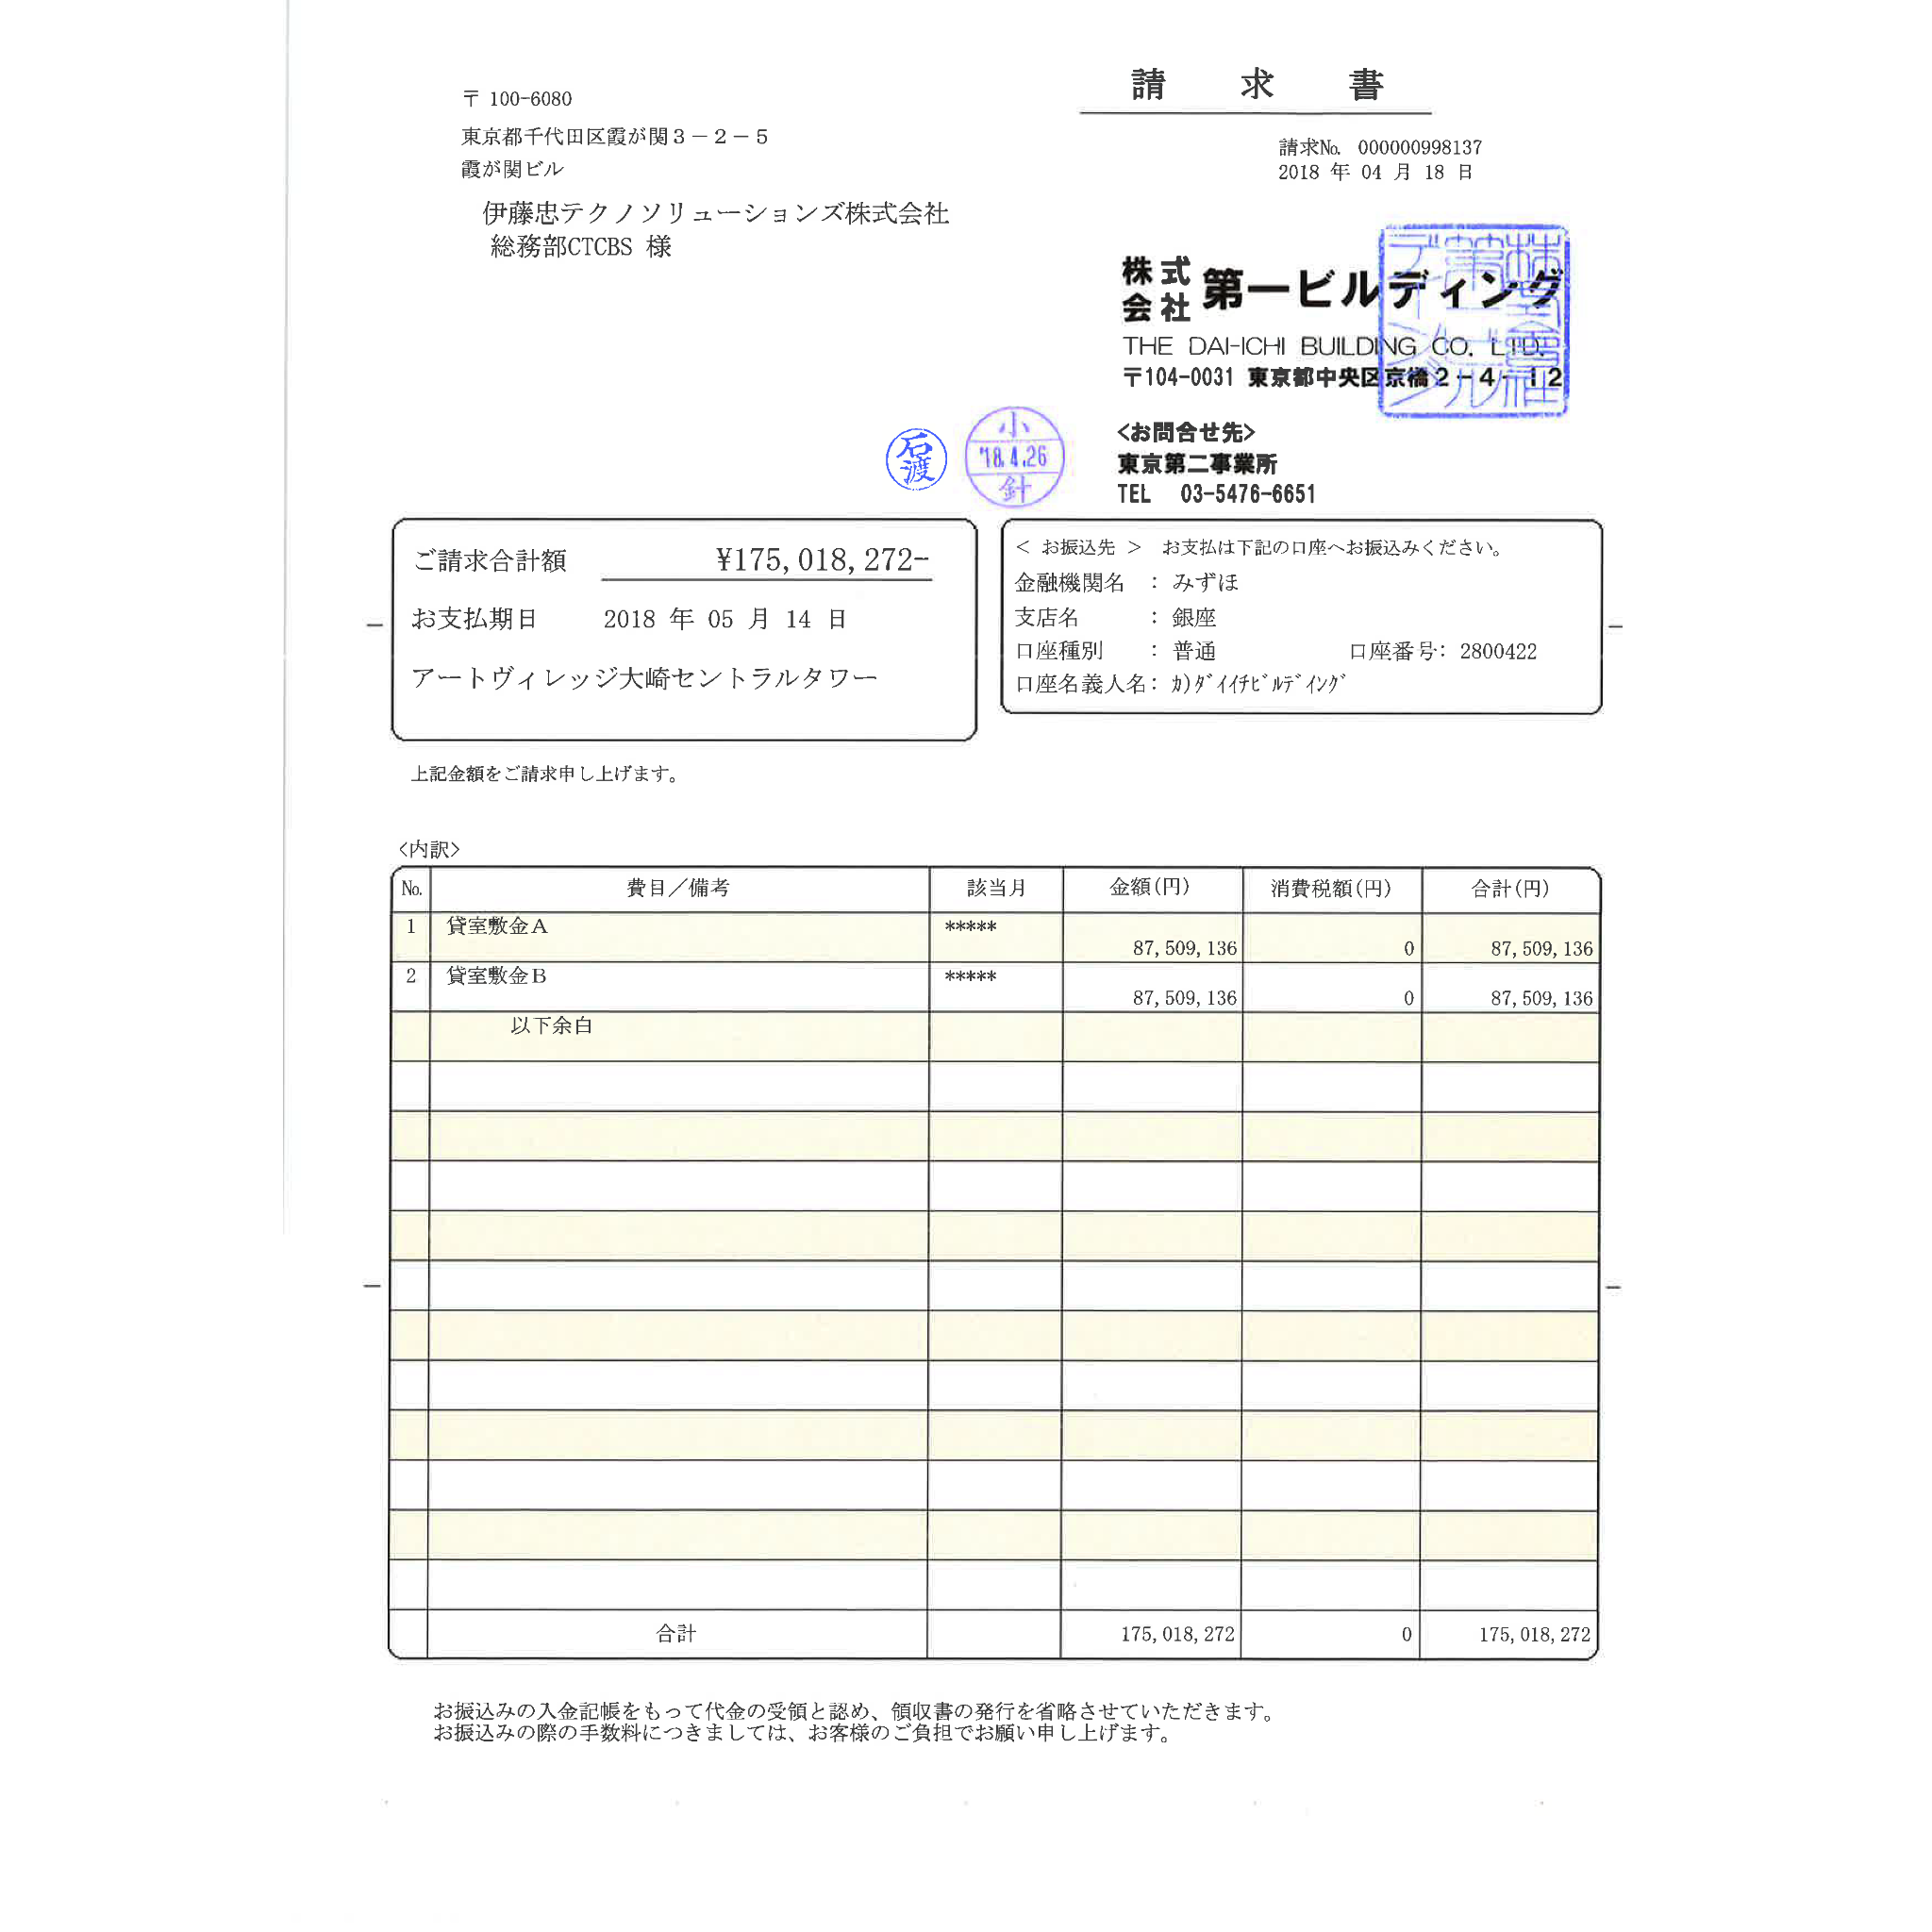 請 求 書
〒 100-6080
東京都千代田区霞が関3－2－5
霞が関ビル
伊藤忠テクノソリューションズ株式会社
総務部CTCBS 様
請求№ 000000998137
2018 年 04 月 18 日
株式会社 第一ビルディング
THE DAI-ICHI BUILDING CO. LTD.
〒104-0031 東京都中央区京橋2-4-12
石渡
小
'18.4.26
針
<お問合せ先>
東京第二事業所
TEL 03-5476-6651
ご請求合計額 ¥175,018,272-
お支払期日 2018 年 05 月 14 日
アートヴィレッジ大崎セントラルタワー
< お振込先 > お支払は下記の口座へお振込みください。
金融機関名 : みずほ
支店名 : 銀座
口座種別 : 普通 口座番号: 2800422
口座名義人名: カ)ダイイチビルデイング
上記金額をご請求申し上げます。
<内訳>
No. 費目／備考 該当月 金額(円) 消費税額(円) 合計(円)
1 貸室敷金A ***** 87,509,136 0 87,509,136
2 貸室敷金B ***** 87,509,136 0 87,509,136
以下余白
合計 175,018,272 0 175,018,272
お振込みの入金記帳をもって代金の受領と認め、領収書の発行を省略させていただきます。
お振込みの際の手数料につきましては、お客様のご負担でお願い申し上げます。